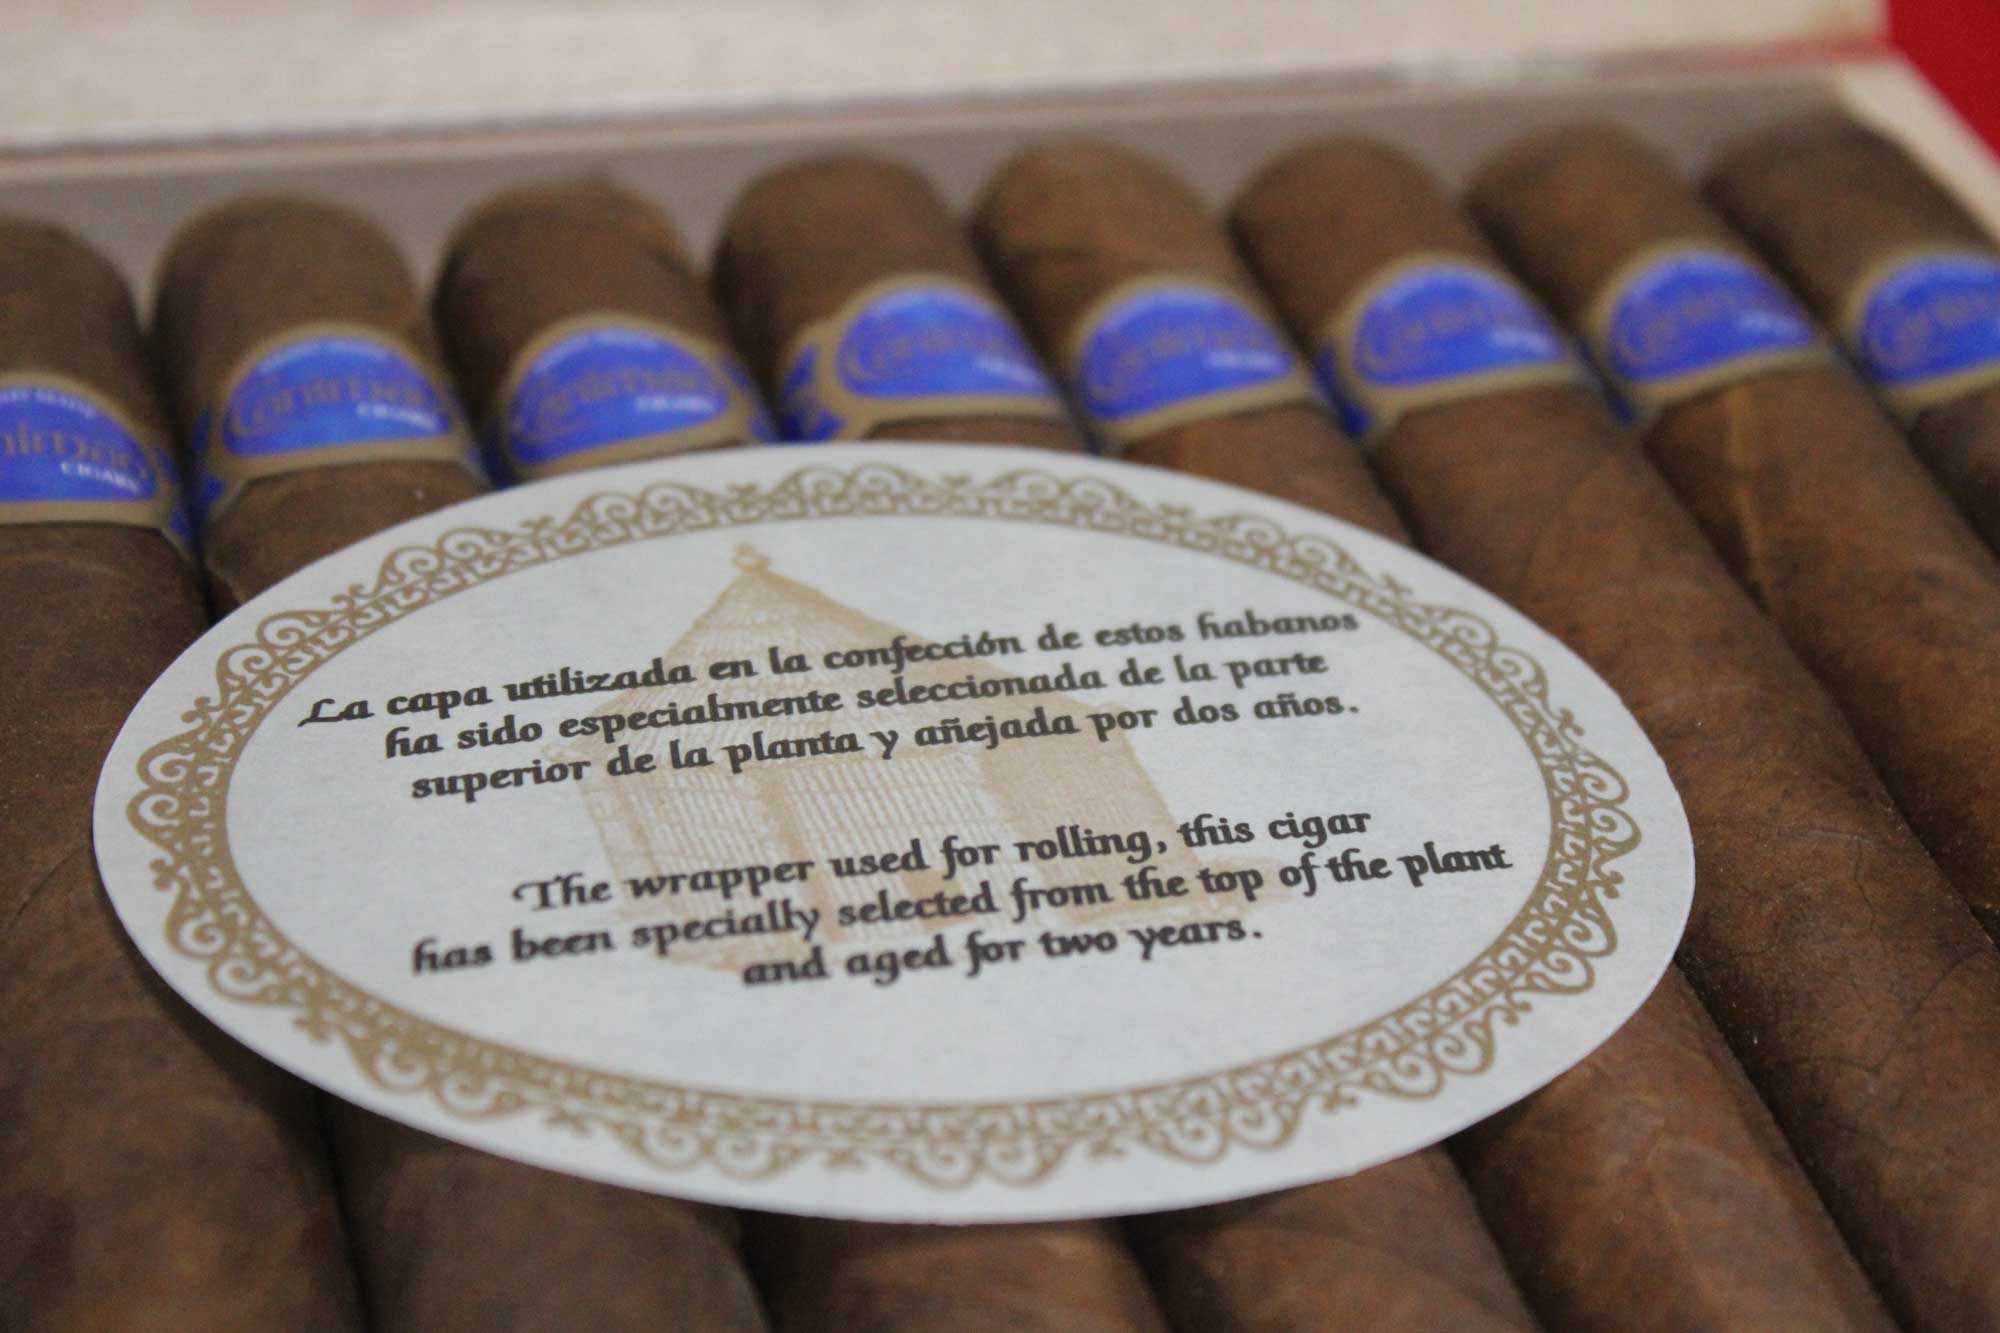 Canimao
CIGARS
La capa utilizada en la confección de estos habanos
ha sido especialmente seleccionada de la parte
superior de la planta y añejada por dos años.
The wrapper used for rolling, this cigar
has been specially selected from the top of the plant
and aged for two years.